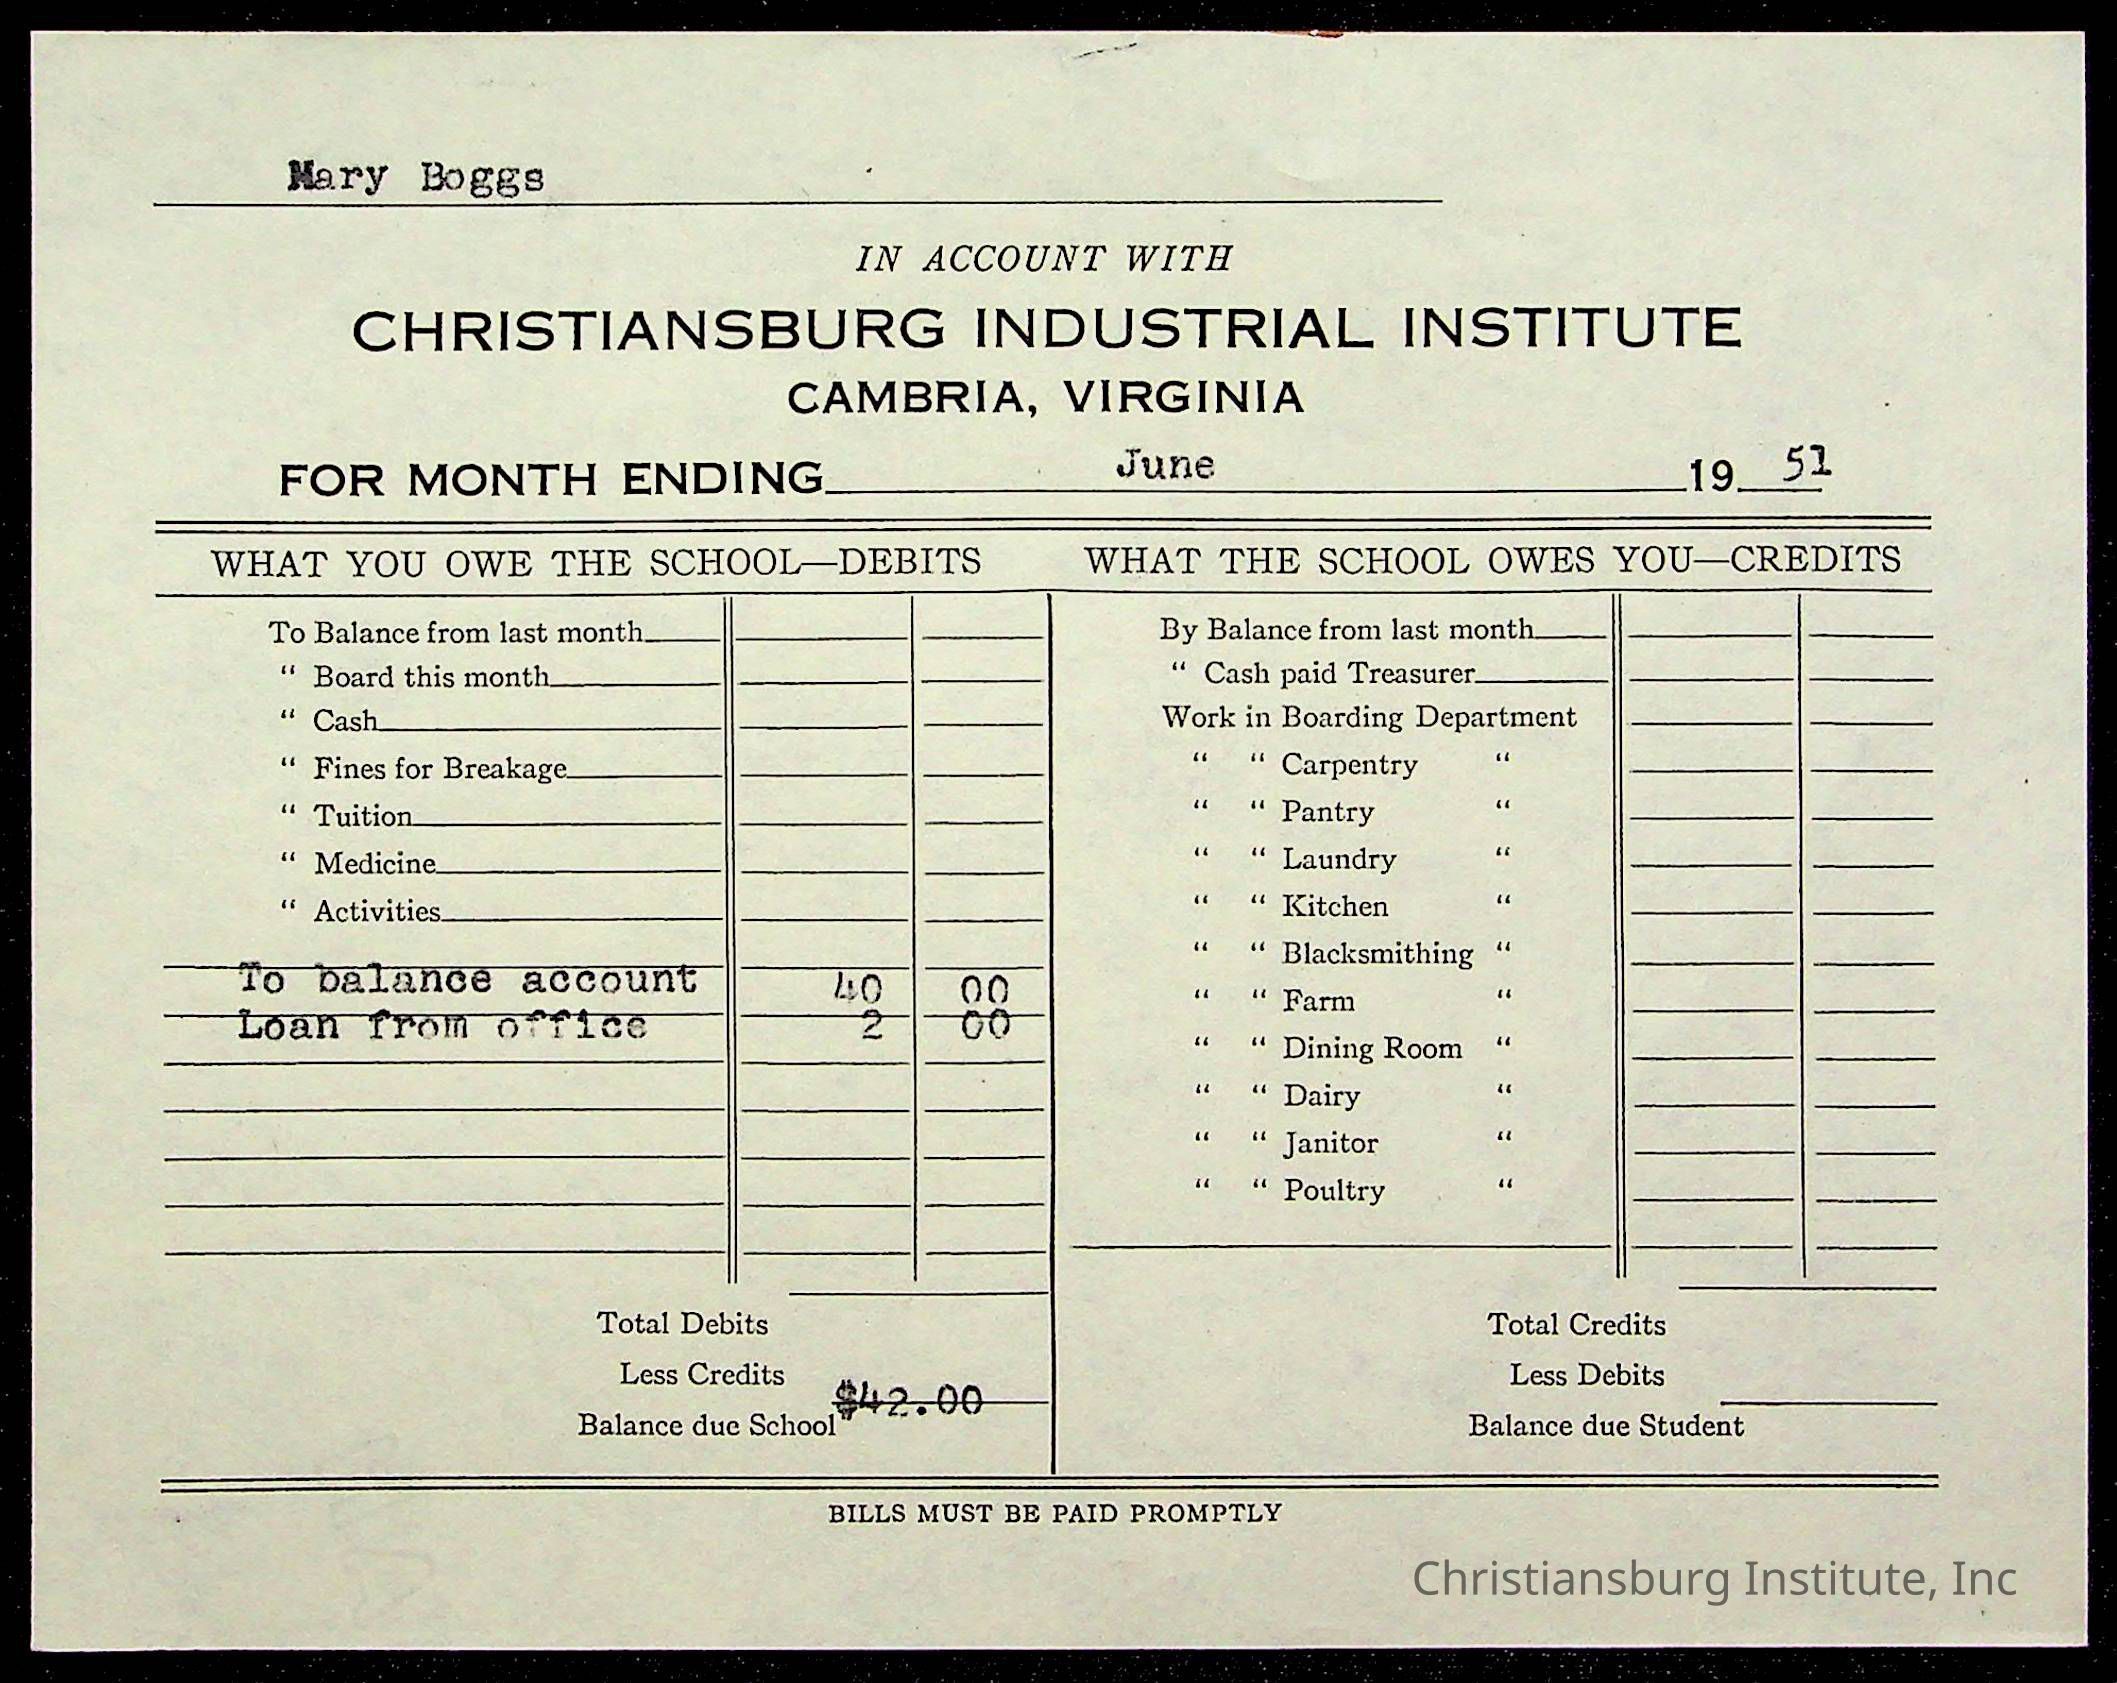 Mary Boggs
IN ACCOUNT WITH
CHRISTIANSBURG INDUSTRIAL INSTITUTE
CAMBRIA, VIRGINIA
FOR MONTH ENDING June 19 51
WHAT YOU OWE THE SCHOOL—DEBITS
To Balance from last month
“ Board this month
“ Cash
“ Fines for Breakage
“ Tuition
“ Medicine
“ Activities
To balance account 40 00
Loan from office 2 00
Total Debits
Less Credits
$42.00
Balance due School
WHAT THE SCHOOL OWES YOU—CREDITS
By Balance from last month
“ Cash paid Treasurer
Work in Boarding Department
“ “ Carpentry “
“ “ Pantry “
“ “ Laundry “
“ “ Kitchen “
“ “ Blacksmithing “
“ “ Farm “
“ “ Dining Room “
“ “ Dairy “
“ “ Janitor “
“ “ Poultry “
Total Credits
Less Debits
Balance due Student
BILLS MUST BE PAID PROMPTLY
Christiansburg Institute, Inc